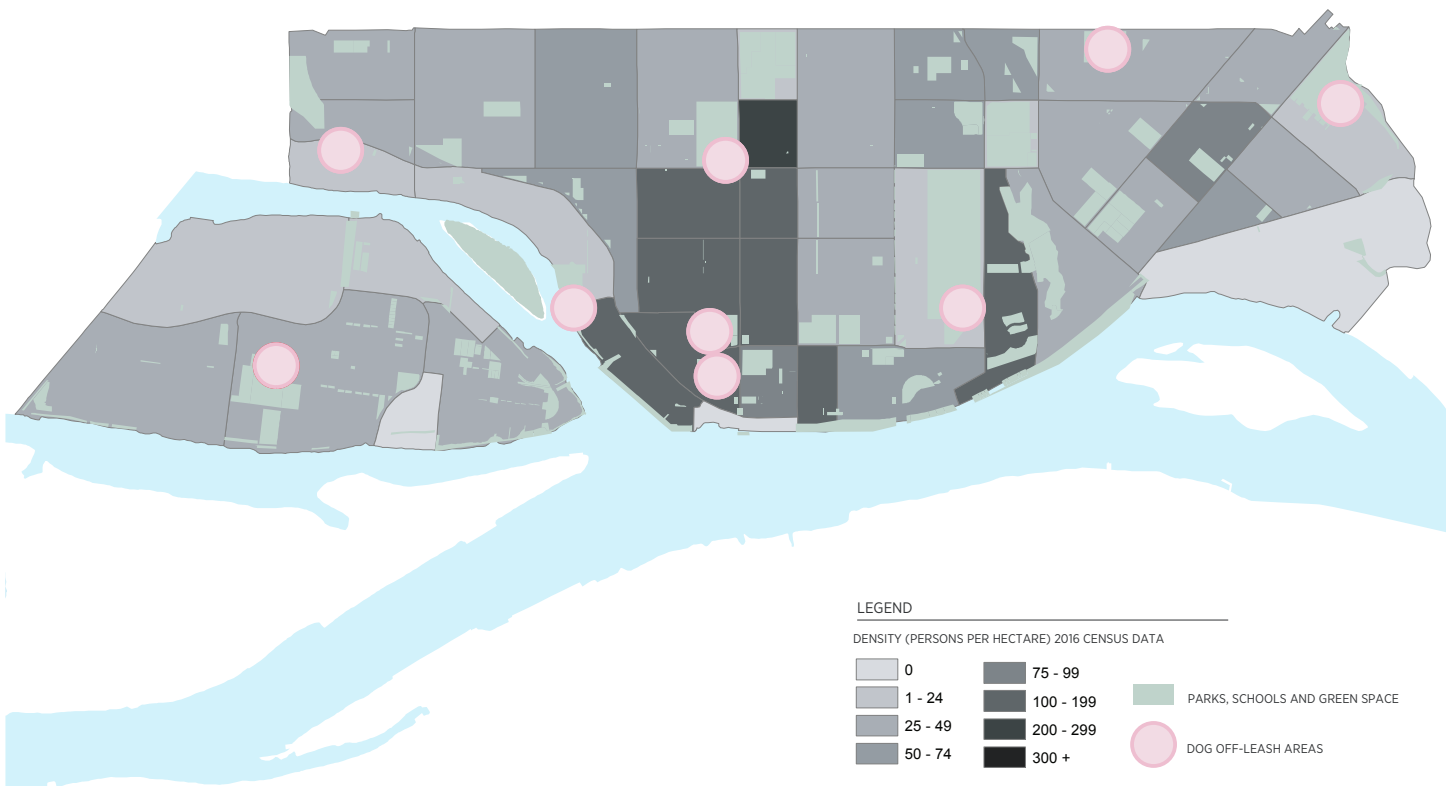 LEGEND
DENSITY (PERSONS PER HECTARE) 2016 CENSUS DATA
0
1 - 24
25 - 49
50 - 74
75 - 99
100 - 199
200 - 299
300 +
PARKS, SCHOOLS AND GREEN SPACE
DOG OFF-LEASH AREAS